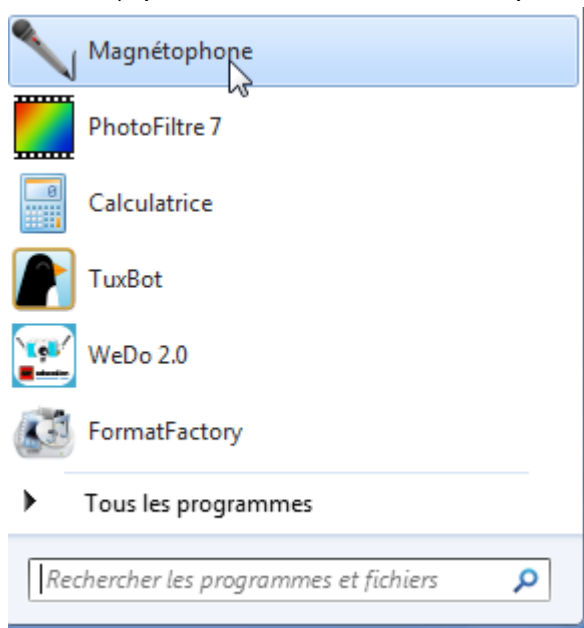 Magnétophone
PhotoFiltre 7
Calculatrice
TuxBot
WeDo 2.0
FormatFactory
Tous les programmes
Rechercher les programmes et fichiers